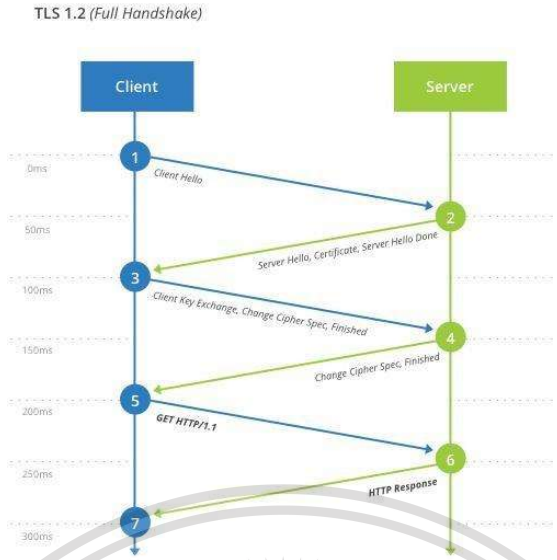 TLS 1.2 (Full Handshake)
Client
Server
1
0ms
Client Hello
2
50ms
Server Hello, Certificate, Server Hello Done
3
100ms
Client Key Exchange, Change Cipher Spec, Finished
4
150ms
Change Cipher Spec, Finished
5
200ms
GET HTTP/1.1
6
250ms
HTTP Response
7
300ms